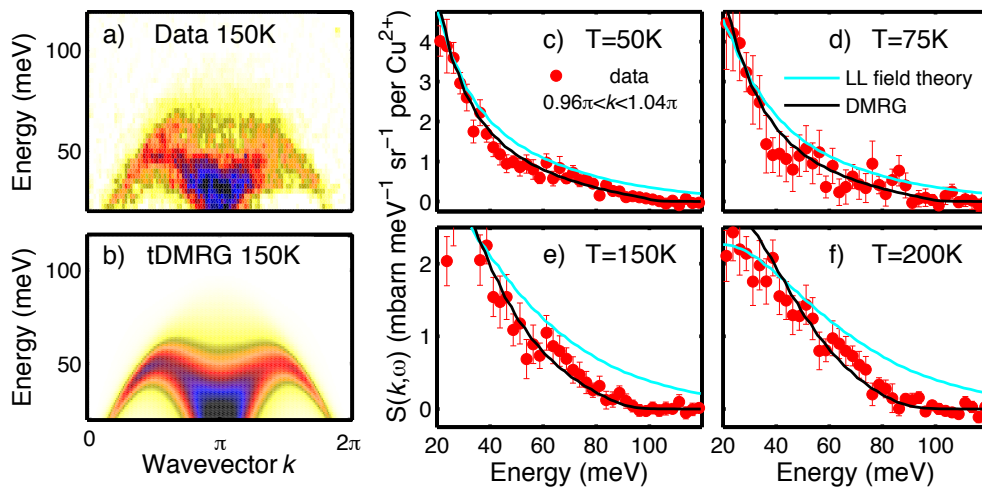 a) Data 150K
Energy (meV)
100
50
b) tDMRG 150K
Energy (meV)
100
50
0 π 2π
Wavevector k
S(k,ω) (mbarn meV⁻¹ sr⁻¹ per Cu²⁺
c) T=50K
data
0.96π<k<1.04π
4
3
2
1
0
d) T=75K
LL field theory
DMRG
e) T=150K
2
1
0
20 40 60 80 100
Energy (meV)
f) T=200K
20 40 60 80 100
Energy (meV)